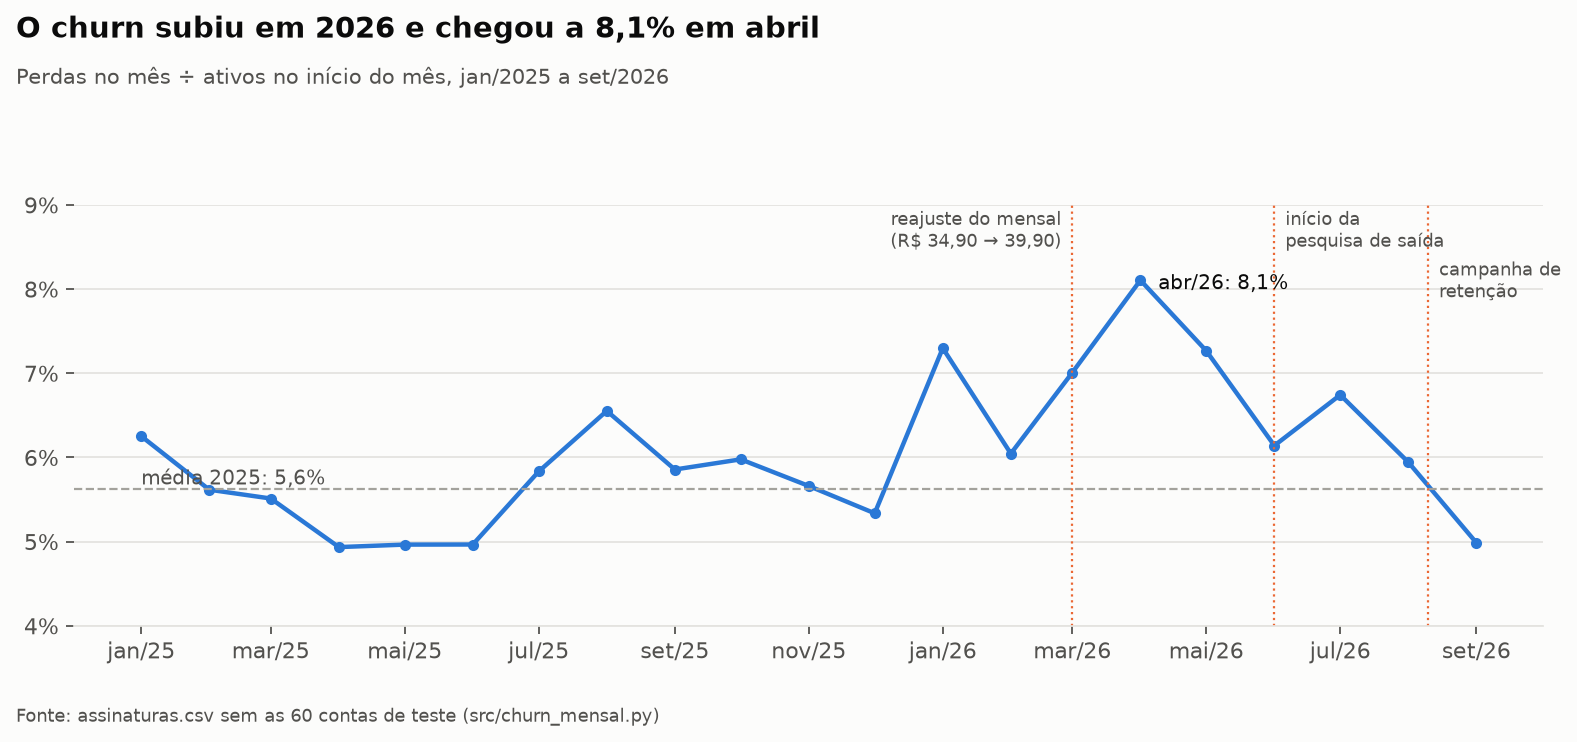 O churn subiu em 2026 e chegou a 8,1% em abril
Perdas no mês ÷ ativos no início do mês, jan/2025 a set/2026
9%
8%
7%
6%
5%
4%
reajuste do mensal
(R$ 34,90 → 39,90)
início da
pesquisa de saída
campanha de
retenção
abr/26: 8,1%
média 2025: 5,6%
jan/25
mar/25
mai/25
jul/25
set/25
nov/25
jan/26
mar/26
mai/26
jul/26
set/26
Fonte: assinaturas.csv sem as 60 contas de teste (src/churn_mensal.py)